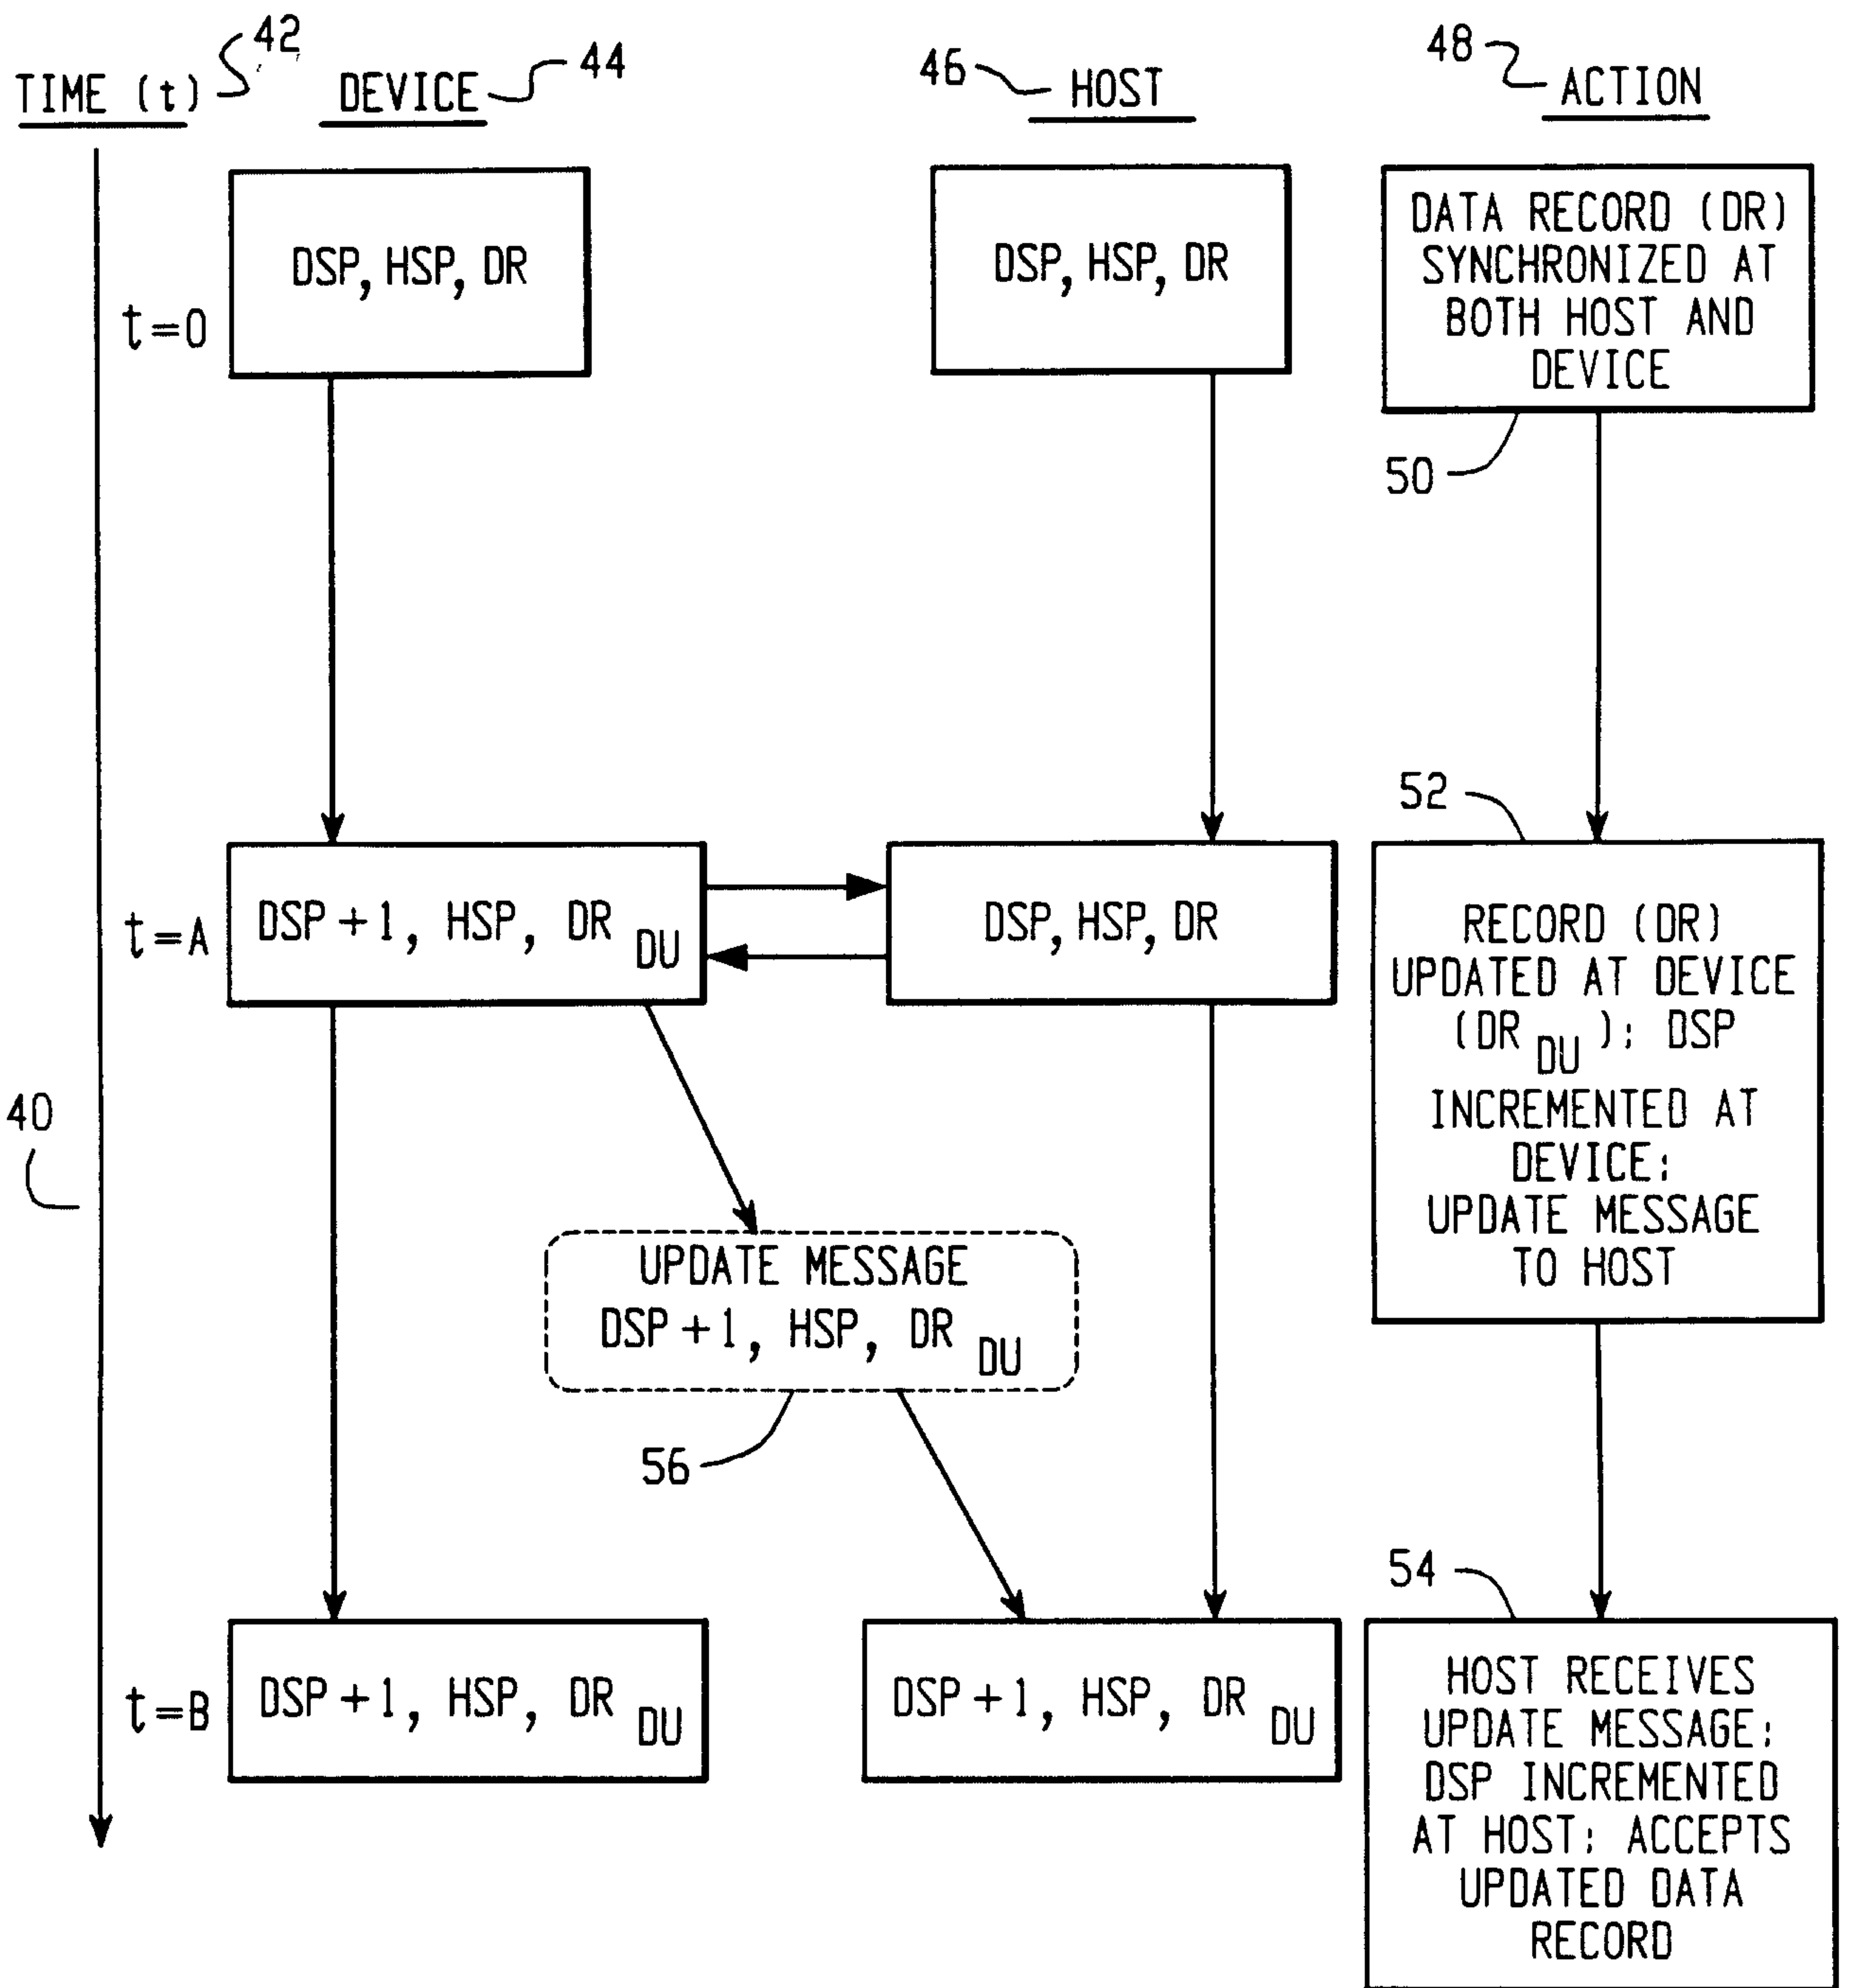 42
44
46
48
TIME (t)
DEVICE
HOST
ACTION
t=0
DSP, HSP, DR
DSP, HSP, DR
DATA RECORD (DR)
SYNCHRONIZED AT
BOTH HOST AND
DEVICE
50
52
t=A
DSP+1, HSP, DR DU
DSP, HSP, DR
RECORD (DR)
UPDATED AT DEVICE
(DR DU); DSP
INCREMENTED AT
DEVICE;
UPDATE MESSAGE
TO HOST
40
UPDATE MESSAGE
DSP+1, HSP, DR DU
56
54
t=B
DSP+1, HSP, DR DU
DSP+1, HSP, DR DU
HOST RECEIVES
UPDATE MESSAGE;
DSP INCREMENTED
AT HOST; ACCEPTS
UPDATED DATA
RECORD